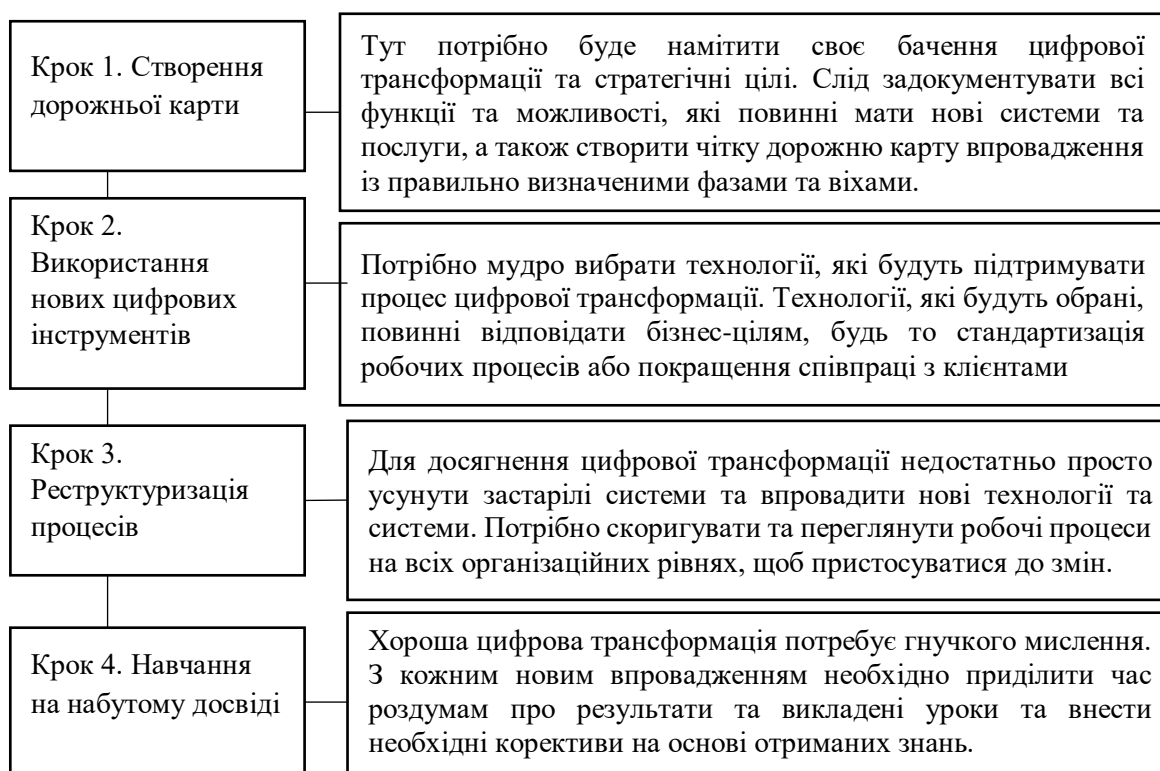 Крок 1. Створення
дорожньої карти
Тут потрібно буде намітити своє бачення цифрової
трансформації та стратегічні цілі. Слід задокументувати всі
функції та можливості, які повинні мати нові системи та
послуги, а також створити чітку дорожню карту впровадження
із правильно визначеними фазами та віхами.
Крок 2.
Використання
нових цифрових
інструментів
Потрібно мудро вибрати технології, які будуть підтримувати
процес цифрової трансформації. Технології, які будуть обрані,
повинні відповідати бізнес-цілям, будь то стандартизація
робочих процесів або покращення співпраці з клієнтами
Крок 3.
Реструктуризація
процесів
Для досягнення цифрової трансформації недостатньо просто
усунути застарілі системи та впровадити нові технології та
системи. Потрібно скоригувати та переглянути робочі процеси
на всіх організаційних рівнях, щоб пристосуватися до змін.
Крок 4. Навчання
на набутому досвіді
Хороша цифрова трансформація потребує гнучкого мислення.
З кожним новим впровадженням необхідно приділити час
роздумам про результати та викладені уроки та внести
необхідні корективи на основі отриманих знань.